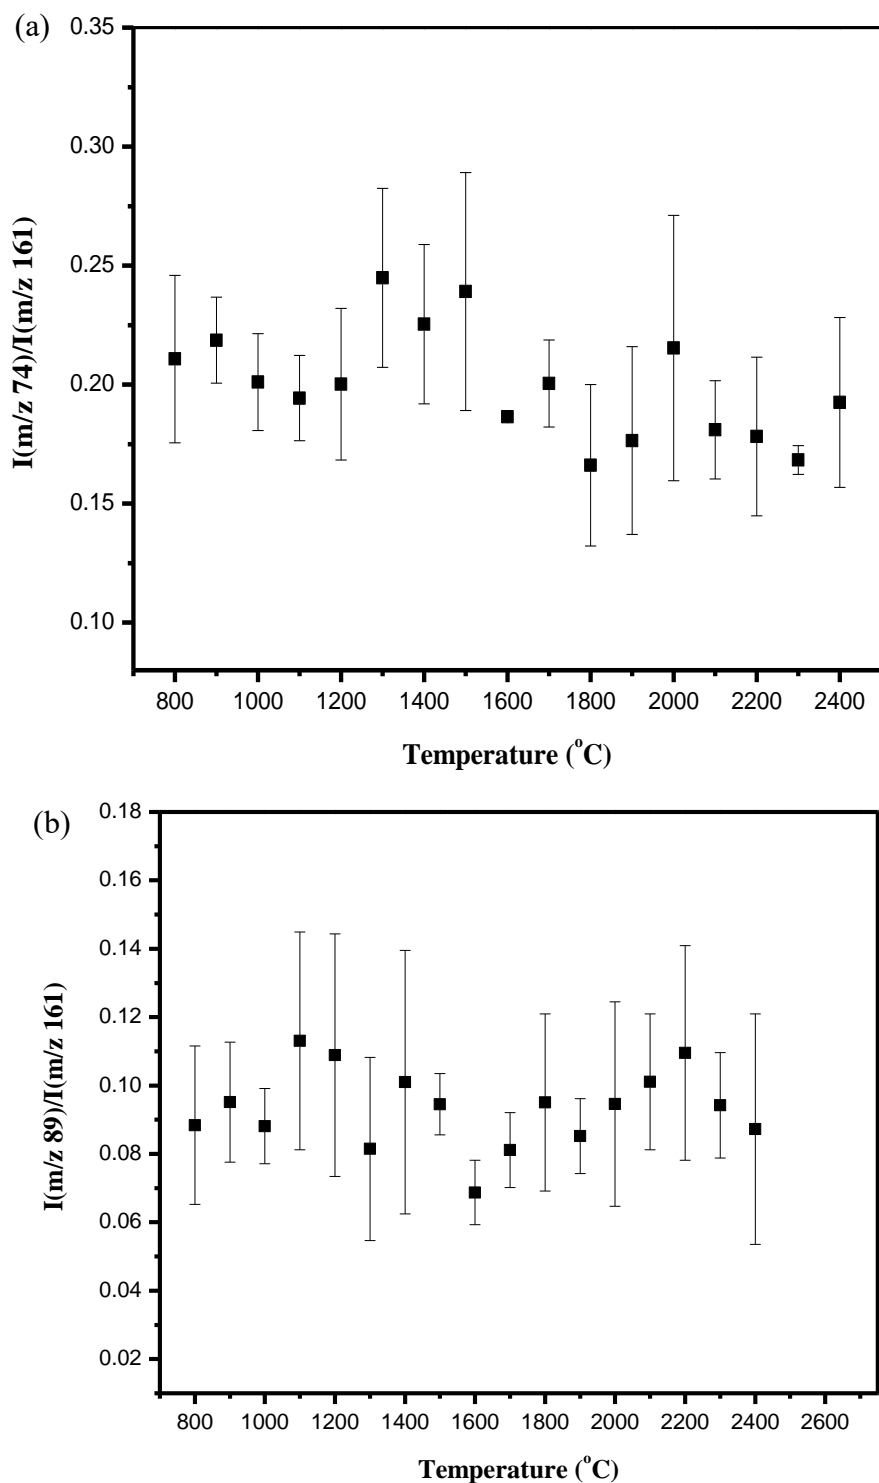 (a)
0.35
0.30
0.25
0.20
0.15
0.10
I(m/z 74)/I(m/z 161)
800 1000 1200 1400 1600 1800 2000 2200 2400
Temperature (°C)
(b)
0.18
0.16
0.14
0.12
0.10
0.08
0.06
0.04
0.02
I(m/z 89)/I(m/z 161)
800 1000 1200 1400 1600 1800 2000 2200 2400 2600
Temperature (°C)